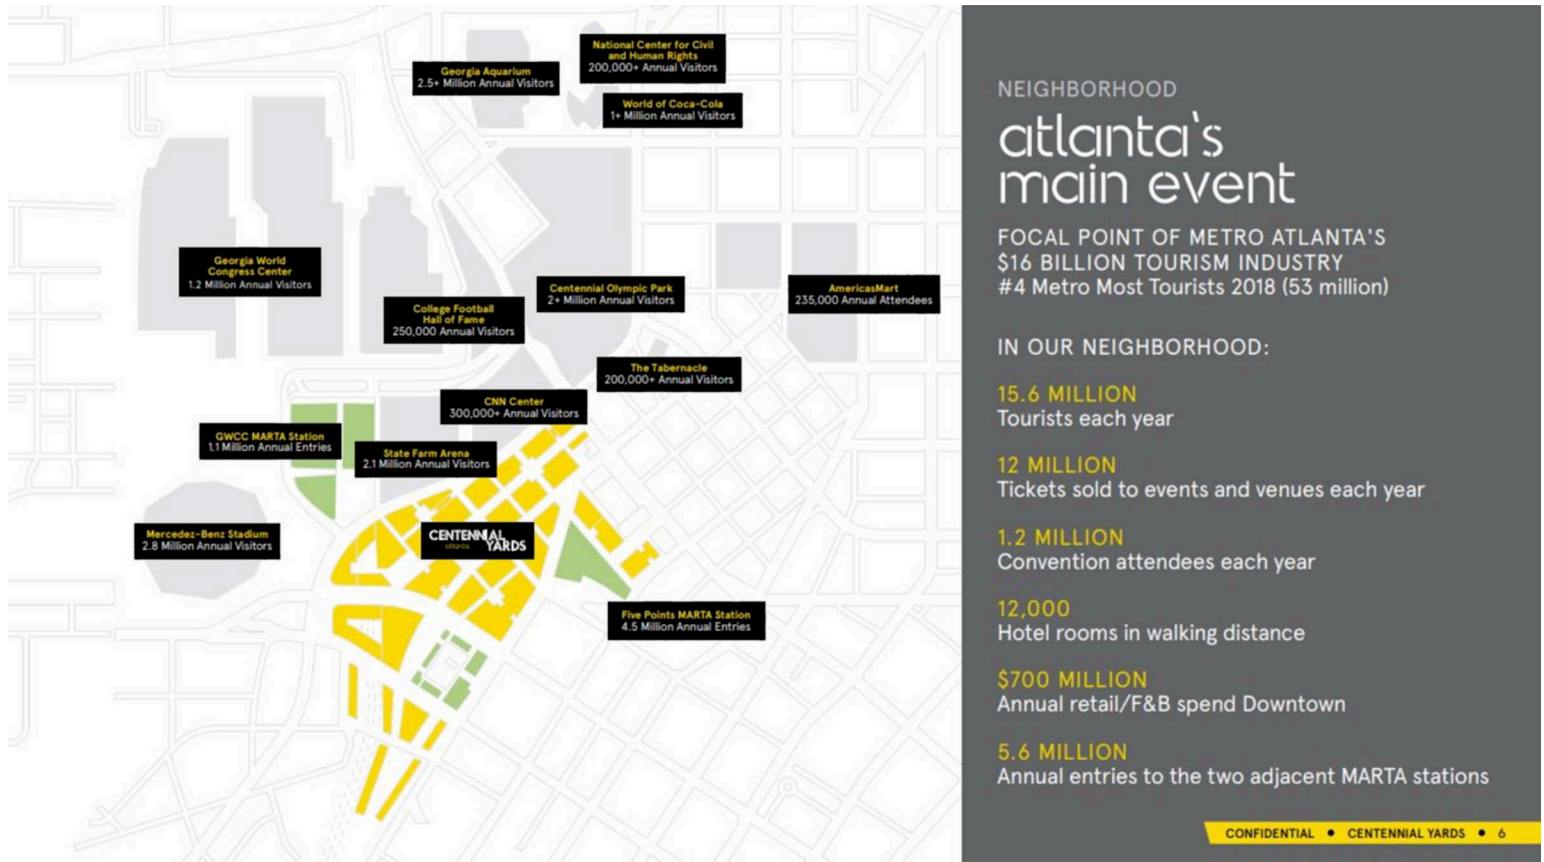 National Center for Civil
and Human Rights
200,000+ Annual Visitors
Georgia Aquarium
2.5+ Million Annual Visitors
World of Coca-Cola
1+ Million Annual Visitors
Georgia World
Congress Center
1.2 Million Annual Visitors
Centennial Olympic Park
2+ Million Annual Visitors
AmericasMart
235,000 Annual Attendees
College Football
Hall of Fame
250,000 Annual Visitors
The Tabernacle
200,000+ Annual Visitors
CNN Center
300,000+ Annual Visitors
GWCC MARTA Station
1.1 Million Annual Entries
State Farm Arena
2.1 Million Annual Visitors
Mercedez-Benz Stadium
2.8 Million Annual Visitors
CENTENNIAL
atlanta
YARDS
Five Points MARTA Station
4.5 Million Annual Entries
NEIGHBORHOOD
atlanta's
main event
FOCAL POINT OF METRO ATLANTA'S
$16 BILLION TOURISM INDUSTRY
#4 Metro Most Tourists 2018 (53 million)
IN OUR NEIGHBORHOOD:
15.6 MILLION
Tourists each year
12 MILLION
Tickets sold to events and venues each year
1.2 MILLION
Convention attendees each year
12,000
Hotel rooms in walking distance
$700 MILLION
Annual retail/F&B spend Downtown
5.6 MILLION
Annual entries to the two adjacent MARTA stations
CONFIDENTIAL • CENTENNIAL YARDS • 6